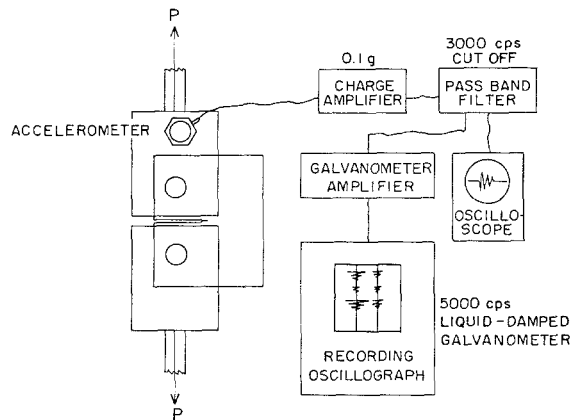 P
0.1 g
3000 cps
CUT OFF
CHARGE
AMPLIFIER
PASS BAND
FILTER
ACCELEROMETER
GALVANOMETER
AMPLIFIER
OSCILLO-
SCOPE
5000 cps
LIQUID-DAMPED
GALVANOMETER
RECORDING
OSCILLOGRAPH
P